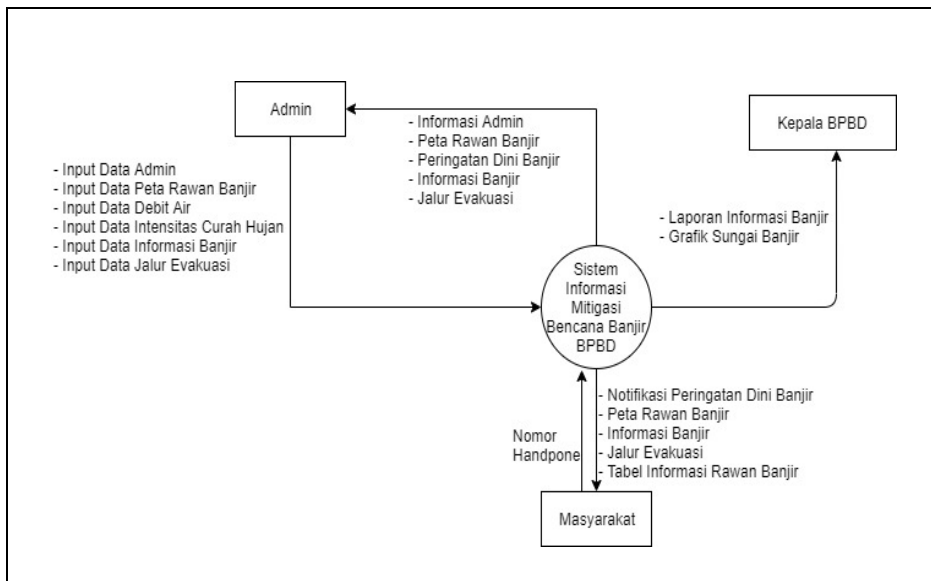 Admin
Kepala BPBD
- Informasi Admin
- Peta Rawan Banjir
- Peringatan Dini Banjir
- Informasi Banjir
- Jalur Evakuasi
- Input Data Admin
- Input Data Peta Rawan Banjir
- Input Data Debit Air
- Input Data Intensitas Curah Hujan
- Input Data Informasi Banjir
- Input Data Jalur Evakuasi
- Laporan Informasi Banjir
- Grafik Sungai Banjir
Sistem
Informasi
Mitigasi
Bencana Banjir
BPBD
Nomor
Handpone
- Notifikasi Peringatan Dini Banjir
- Peta Rawan Banjir
- Informasi Banjir
- Jalur Evakuasi
- Tabel Informasi Rawan Banjir
Masyarakat